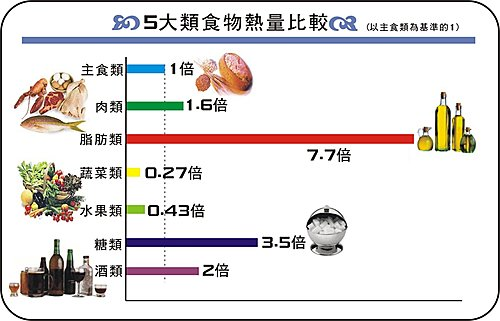 5大類食物熱量比較 (以主食類為基準的1)
主食類 1倍
肉類 1.6倍
脂肪類 7.7倍
蔬菜類 0.27倍
水果類 0.43倍
糖類 3.5倍
酒類 2倍